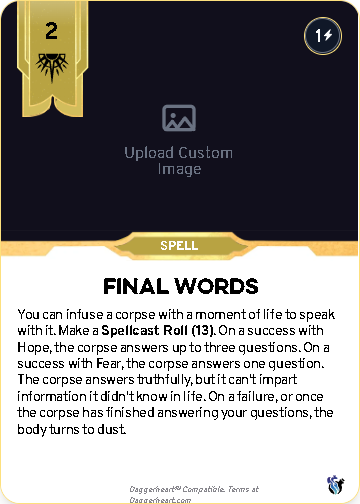 2
1
Upload Custom
Image
SPELL
FINAL WORDS
You can infuse a corpse with a moment of life to speak
with it. Make a Spellcast Roll (13). On a success with
Hope, the corpse answers up to three questions. On a
success with Fear, the corpse answers one question.
The corpse answers truthfully, but it can't impart
information it didn't know in life. On a failure, or once
the corpse has finished answering your questions, the
body turns to dust.
Daggerheart™ Compatible. Terms at
Daggerheart.com